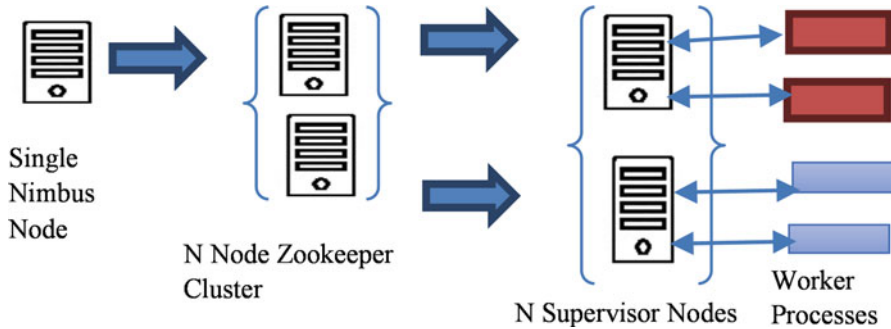 Single
Nimbus
Node
N Node Zookeeper
Cluster
N Supervisor Nodes
Worker
Processes